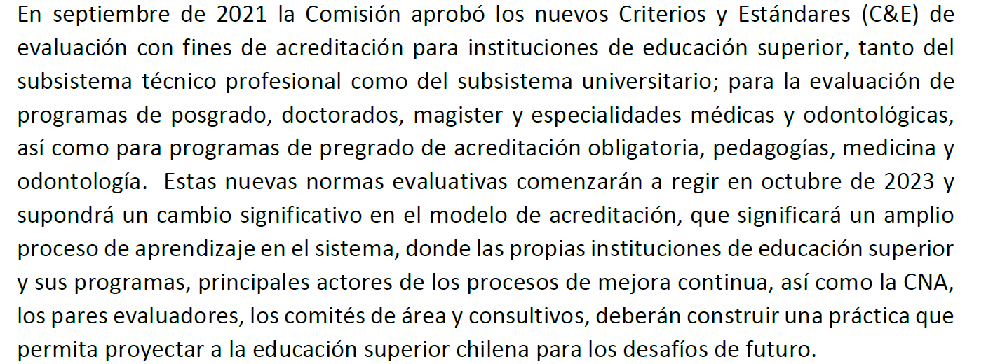 En septiembre de 2021 la Comisión aprobó los nuevos Criterios y Estándares (C&E) de
evaluación con fines de acreditación para instituciones de educación superior, tanto del
subsistema técnico profesional como del subsistema universitario; para la evaluación de
programas de posgrado, doctorados, magister y especialidades médicas y odontológicas,
así como para programas de pregrado de acreditación obligatoria, pedagogías, medicina y
odontología.  Estas nuevas normas evaluativas comenzarán a regir en octubre de 2023 y
supondrá un cambio significativo en el modelo de acreditación, que significará un amplio
proceso de aprendizaje en el sistema, donde las propias instituciones de educación superior
y sus programas, principales actores de los procesos de mejora continua, así como la CNA,
los pares evaluadores, los comités de área y consultivos, deberán construir una práctica que
permita proyectar a la educación superior chilena para los desafíos de futuro.